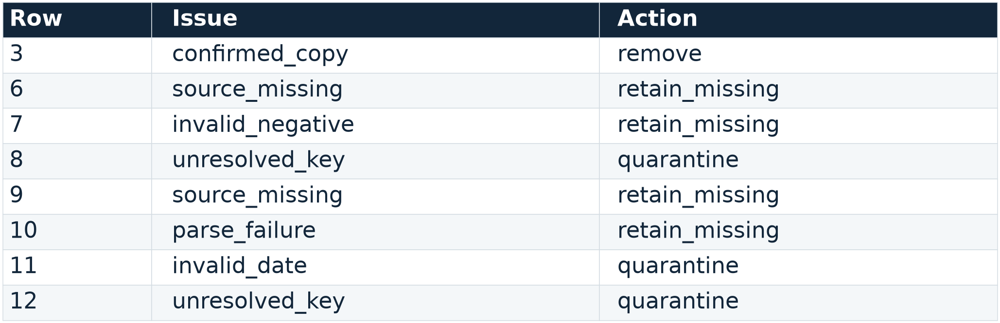 Row Issue Action
3 confirmed_copy remove
6 source_missing retain_missing
7 invalid_negative retain_missing
8 unresolved_key quarantine
9 source_missing retain_missing
10 parse_failure retain_missing
11 invalid_date quarantine
12 unresolved_key quarantine